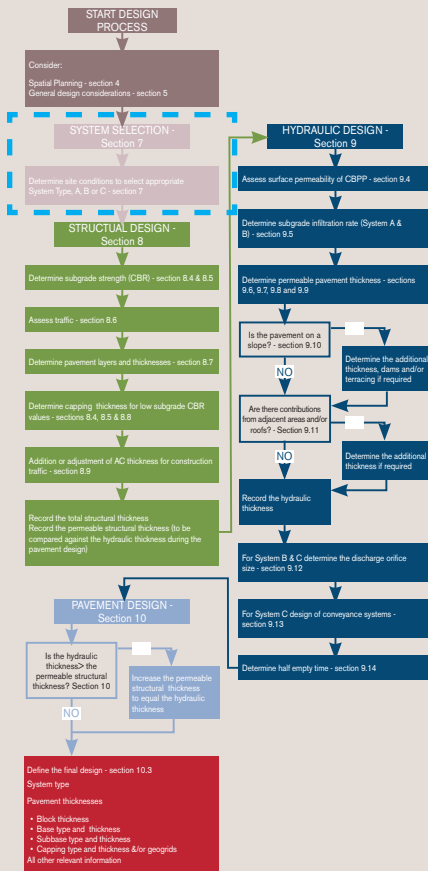 START DESIGN
PROCESS
Consider:
Spatial Planning - section 4
General design considerations - section 5
SYSTEM SELECTION -
Section 7
Determine site conditions to select appropriate
System Type, A, B or C - section 7
STRUCTUAL DESIGN -
Section 8
Determine subgrade strength (CBR) - section 8.4 & 8.5
Assess traffic - section 8.6
Determine pavement layers and thicknesses - section 8.7
Determine capping thickness for low subgrade CBR
values - sections 8.4, 8.5 & 8.8
Addition or adjustment of AC thickness for construction
traffic - section 8.9
Record the total structural thickness
Record the permeable structural thickness (to be
compared against the hydraulic thickness during the
pavement design)
HYDRAULIC DESIGN -
Section 9
Assess surface permeability of CBPP - section 9.4
Determine subgrade infiltration rate (System A &
B) - section 9.5
Determine permeable pavement thickness - sections
9.6, 9.7, 9.8 and 9.9
Is the pavement on a
slope? - section 9.10
NO
Determine the additional
thickness, dams and/or
terracing if required
Are there contributions
from adjacent areas and/or
roofs? - Section 9.11
NO
Determine the additional
thickness if required
Record the hydraulic
thickness
For System B & C determine the discharge orifice
size - section 9.12
For System C design of conveyance systems -
section 9.13
Determine half empty time - section 9.14
PAVEMENT DESIGN -
Section 10
Is the hydraulic
thickness> the
permeable structural
thickness? Section 10
NO
Increase the permeable
structural thickness
to equal the hydraulic
thickness
Define the final design - section 10.3
System type
Pavement thicknesses
• Block thickness
• Base type and thickness
• Subbase type and thickness
• Capping type and thickness &/or geogrids
All other relevant information